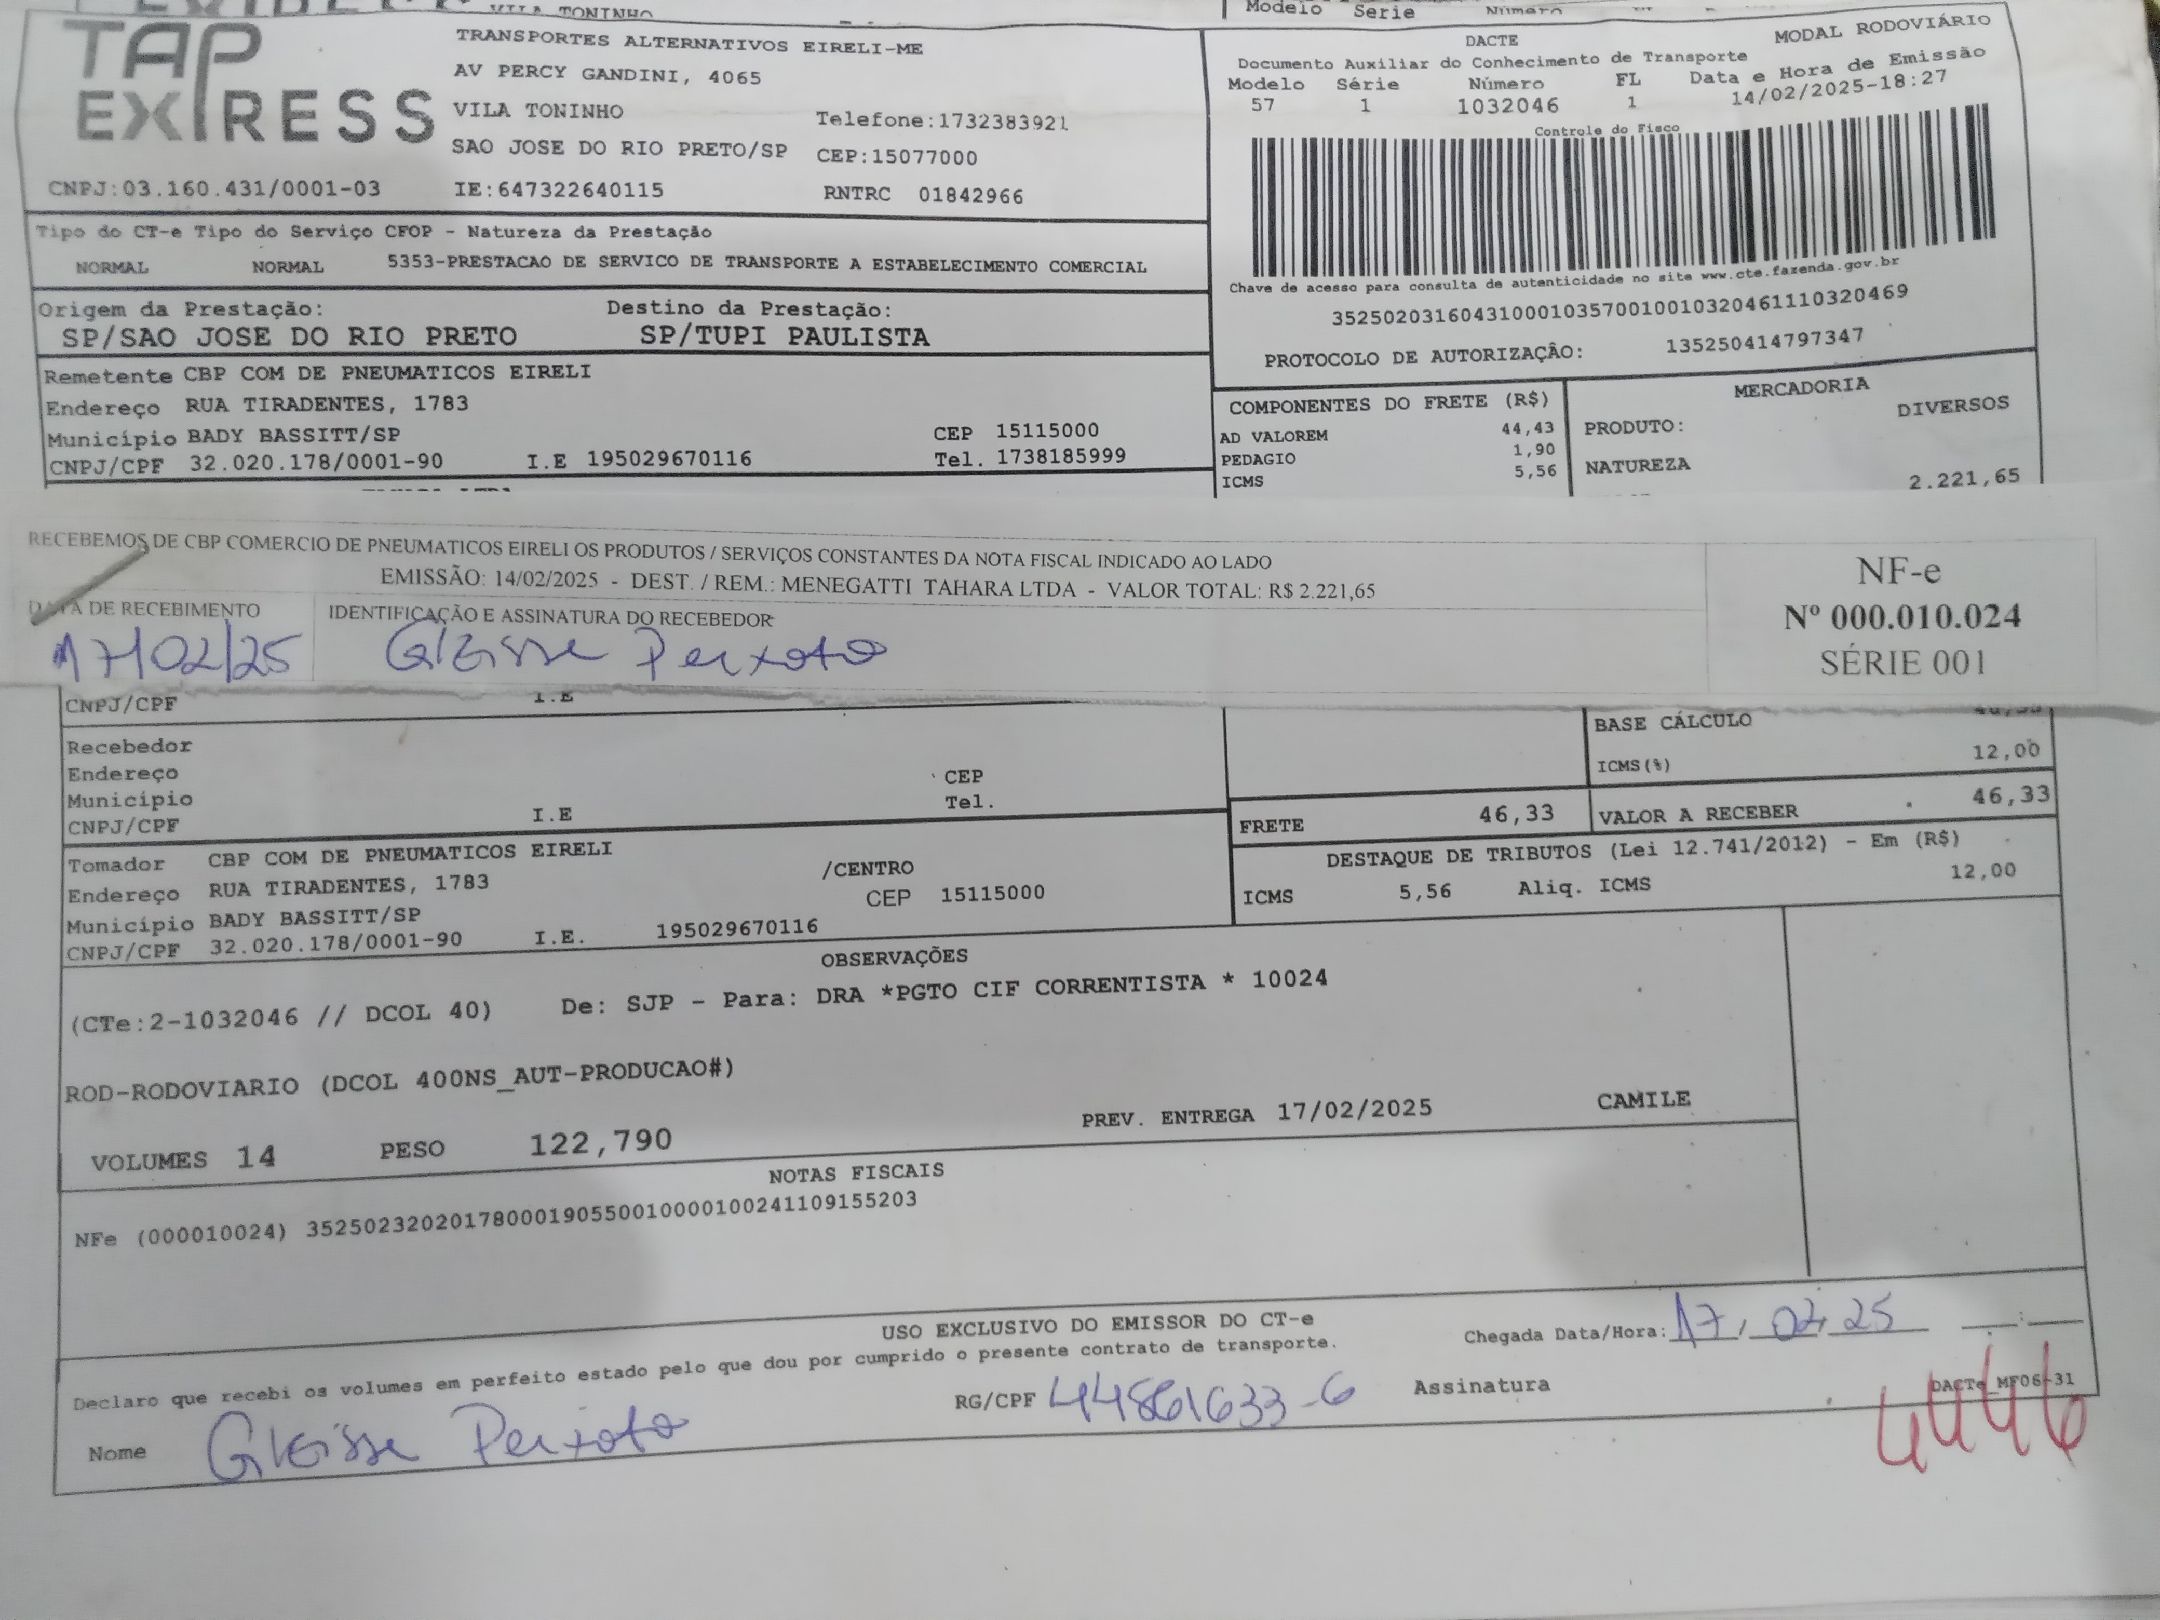 VILA TONINHO
Modelo Serie Número
TAP EXPRESS
TRANSPORTES ALTERNATIVOS EIRELI-ME
AV PERCY GANDINI, 4065
VILA TONINHO
Telefone:1732383921
SAO JOSE DO RIO PRETO/SP CEP:15077000
CNPJ:03.160.431/0001-03 IE:647322640115 RNTRC 01842966
DACTE MODAL RODOVIÁRIO
Documento Auxiliar do Conhecimento de Transporte
Modelo Série Número FL Data e Hora de Emissão
57 1 1032046 1 14/02/2025-18:27
Controle do Fisco
Chave de acesso para consulta de autenticidade no site www.cte.fazenda.gov.br
35250203160431000103570010010320461110320469
PROTOCOLO DE AUTORIZAÇÃO: 135250414797347
Tipo do CT-e Tipo do Serviço CFOP - Natureza da Prestação
NORMAL NORMAL 5353-PRESTACAO DE SERVICO DE TRANSPORTE A ESTABELECIMENTO COMERCIAL
Origem da Prestação: Destino da Prestação:
SP/SAO JOSE DO RIO PRETO SP/TUPI PAULISTA
Remetente CBP COM DE PNEUMATICOS EIRELI
Endereço RUA TIRADENTES, 1783
Município BADY BASSITT/SP CEP 15115000
CNPJ/CPF 32.020.178/0001-90 I.E 195029670116 Tel. 1738185999
COMPONENTES DO FRETE (R$)
AD VALOREM 44,43
PEDAGIO 1,90
ICMS 5,56
MERCADORIA
PRODUTO: DIVERSOS
NATUREZA
2.221,65
RECEBEMOS DE CBP COMERCIO DE PNEUMATICOS EIRELI OS PRODUTOS / SERVIÇOS CONSTANTES DA NOTA FISCAL INDICADO AO LADO
EMISSÃO: 14/02/2025 - DEST. / REM.: MENEGATTI TAHARA LTDA - VALOR TOTAL: R$ 2.221,65
DATA DE RECEBIMENTO IDENTIFICAÇÃO E ASSINATURA DO RECEBEDOR
17/02/25 Gleisse Peixoto
NF-e
Nº 000.010.024
SÉRIE 001
CNPJ/CPF I.E
Recebedor
Endereço CEP
Município Tel.
CNPJ/CPF I.E
BASE CÁLCULO 46,33
ICMS(%) 12,00
FRETE 46,33 VALOR A RECEBER 46,33
Tomador CBP COM DE PNEUMATICOS EIRELI
Endereço RUA TIRADENTES, 1783 /CENTRO
Município BADY BASSITT/SP CEP 15115000
CNPJ/CPF 32.020.178/0001-90 I.E. 195029670116
DESTAQUE DE TRIBUTOS (Lei 12.741/2012) - Em (R$)
ICMS 5,56 Aliq. ICMS 12,00
OBSERVAÇÕES
(CTe:2-1032046 // DCOL 40) De: SJP - Para: DRA *PGTO CIF CORRENTISTA * 10024
ROD-RODOVIARIO (DCOL 400NS_AUT-PRODUCAO#)
VOLUMES 14 PESO 122,790 PREV. ENTREGA 17/02/2025 CAMILE
NOTAS FISCAIS
NFe (000010024) 35250232020178000190550010000100241109155203
USO EXCLUSIVO DO EMISSOR DO CT-e
Declaro que recebi os volumes em perfeito estado pelo que dou por cumprido o presente contrato de transporte.
Chegada Data/Hora: 17/02/25 :
Nome Gleisse Peixoto RG/CPF 44861633-6 Assinatura
DACTe_MF06-31
4446